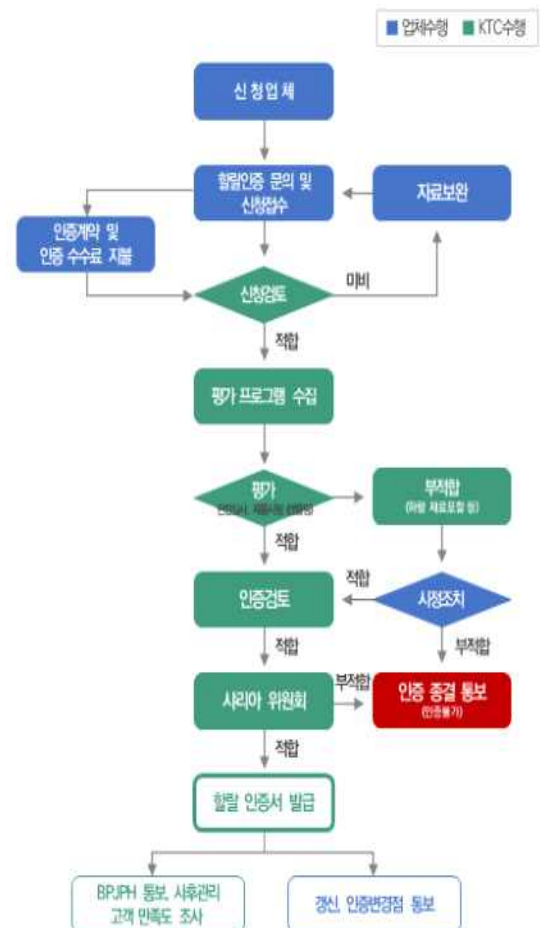 업체수행 KTC수행
신청업체
할랄인증 문의 및
신청접수
자료보완
인증계약 및
인증 수수료 지불
신청검토
미비
적합
평가 프로그램 수립
평가
부적합
적합
적합
인증검토
시정조치
적합
부적합
샤리아 위원회
부적합
인증 종결 통보
(인증불가)
적합
할랄 인증서 발급
BPJPH 통보, 사후관리
고객 만족도 조사
갱신, 인증변경점 통보